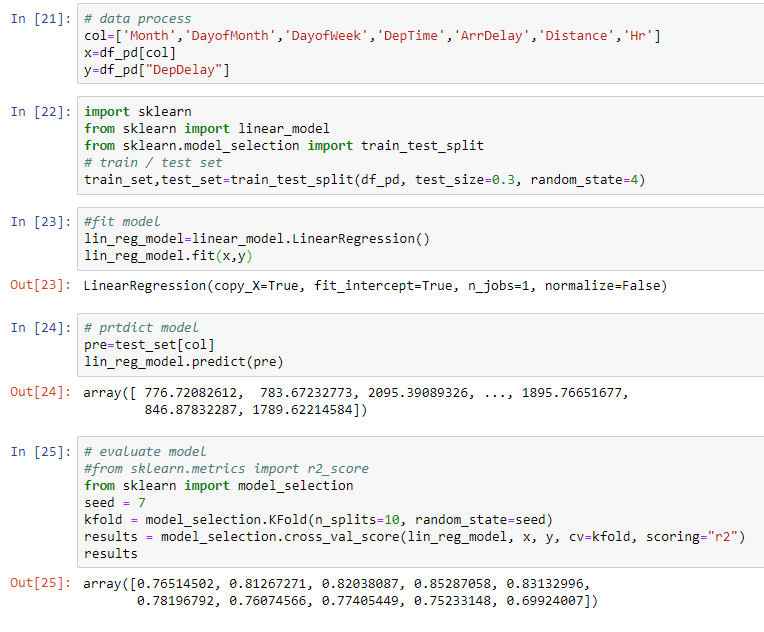 In [21]: # data process
col=['Month','DayofMonth','DayofWeek','DepTime','ArrDelay','Distance','Hr']
x=df_pd[col]
y=df_pd["DepDelay"]
In [22]: import sklearn
from sklearn import linear_model
from sklearn.model_selection import train_test_split
# train / test set
train_set,test_set=train_test_split(df_pd, test_size=0.3, random_state=4)
In [23]: #fit model
lin_reg_model=linear_model.LinearRegression()
lin_reg_model.fit(x,y)
Out[23]: LinearRegression(copy_X=True, fit_intercept=True, n_jobs=1, normalize=False)
In [24]: # prtdict model
pre=test_set[col]
lin_reg_model.predict(pre)
Out[24]: array([ 776.72082612,  783.67232773, 2095.39089326, ..., 1895.76651677,
846.87832287, 1789.62214584])
In [25]: # evaluate model
#from sklearn.metrics import r2_score
from sklearn import model_selection
seed = 7
kfold = model_selection.KFold(n_splits=10, random_state=seed)
results = model_selection.cross_val_score(lin_reg_model, x, y, cv=kfold, scoring="r2")
results
Out[25]: array([0.76514502, 0.81267271, 0.82038087, 0.85287058, 0.83132996,
0.78196792, 0.76074566, 0.77405449, 0.75233148, 0.69924007])